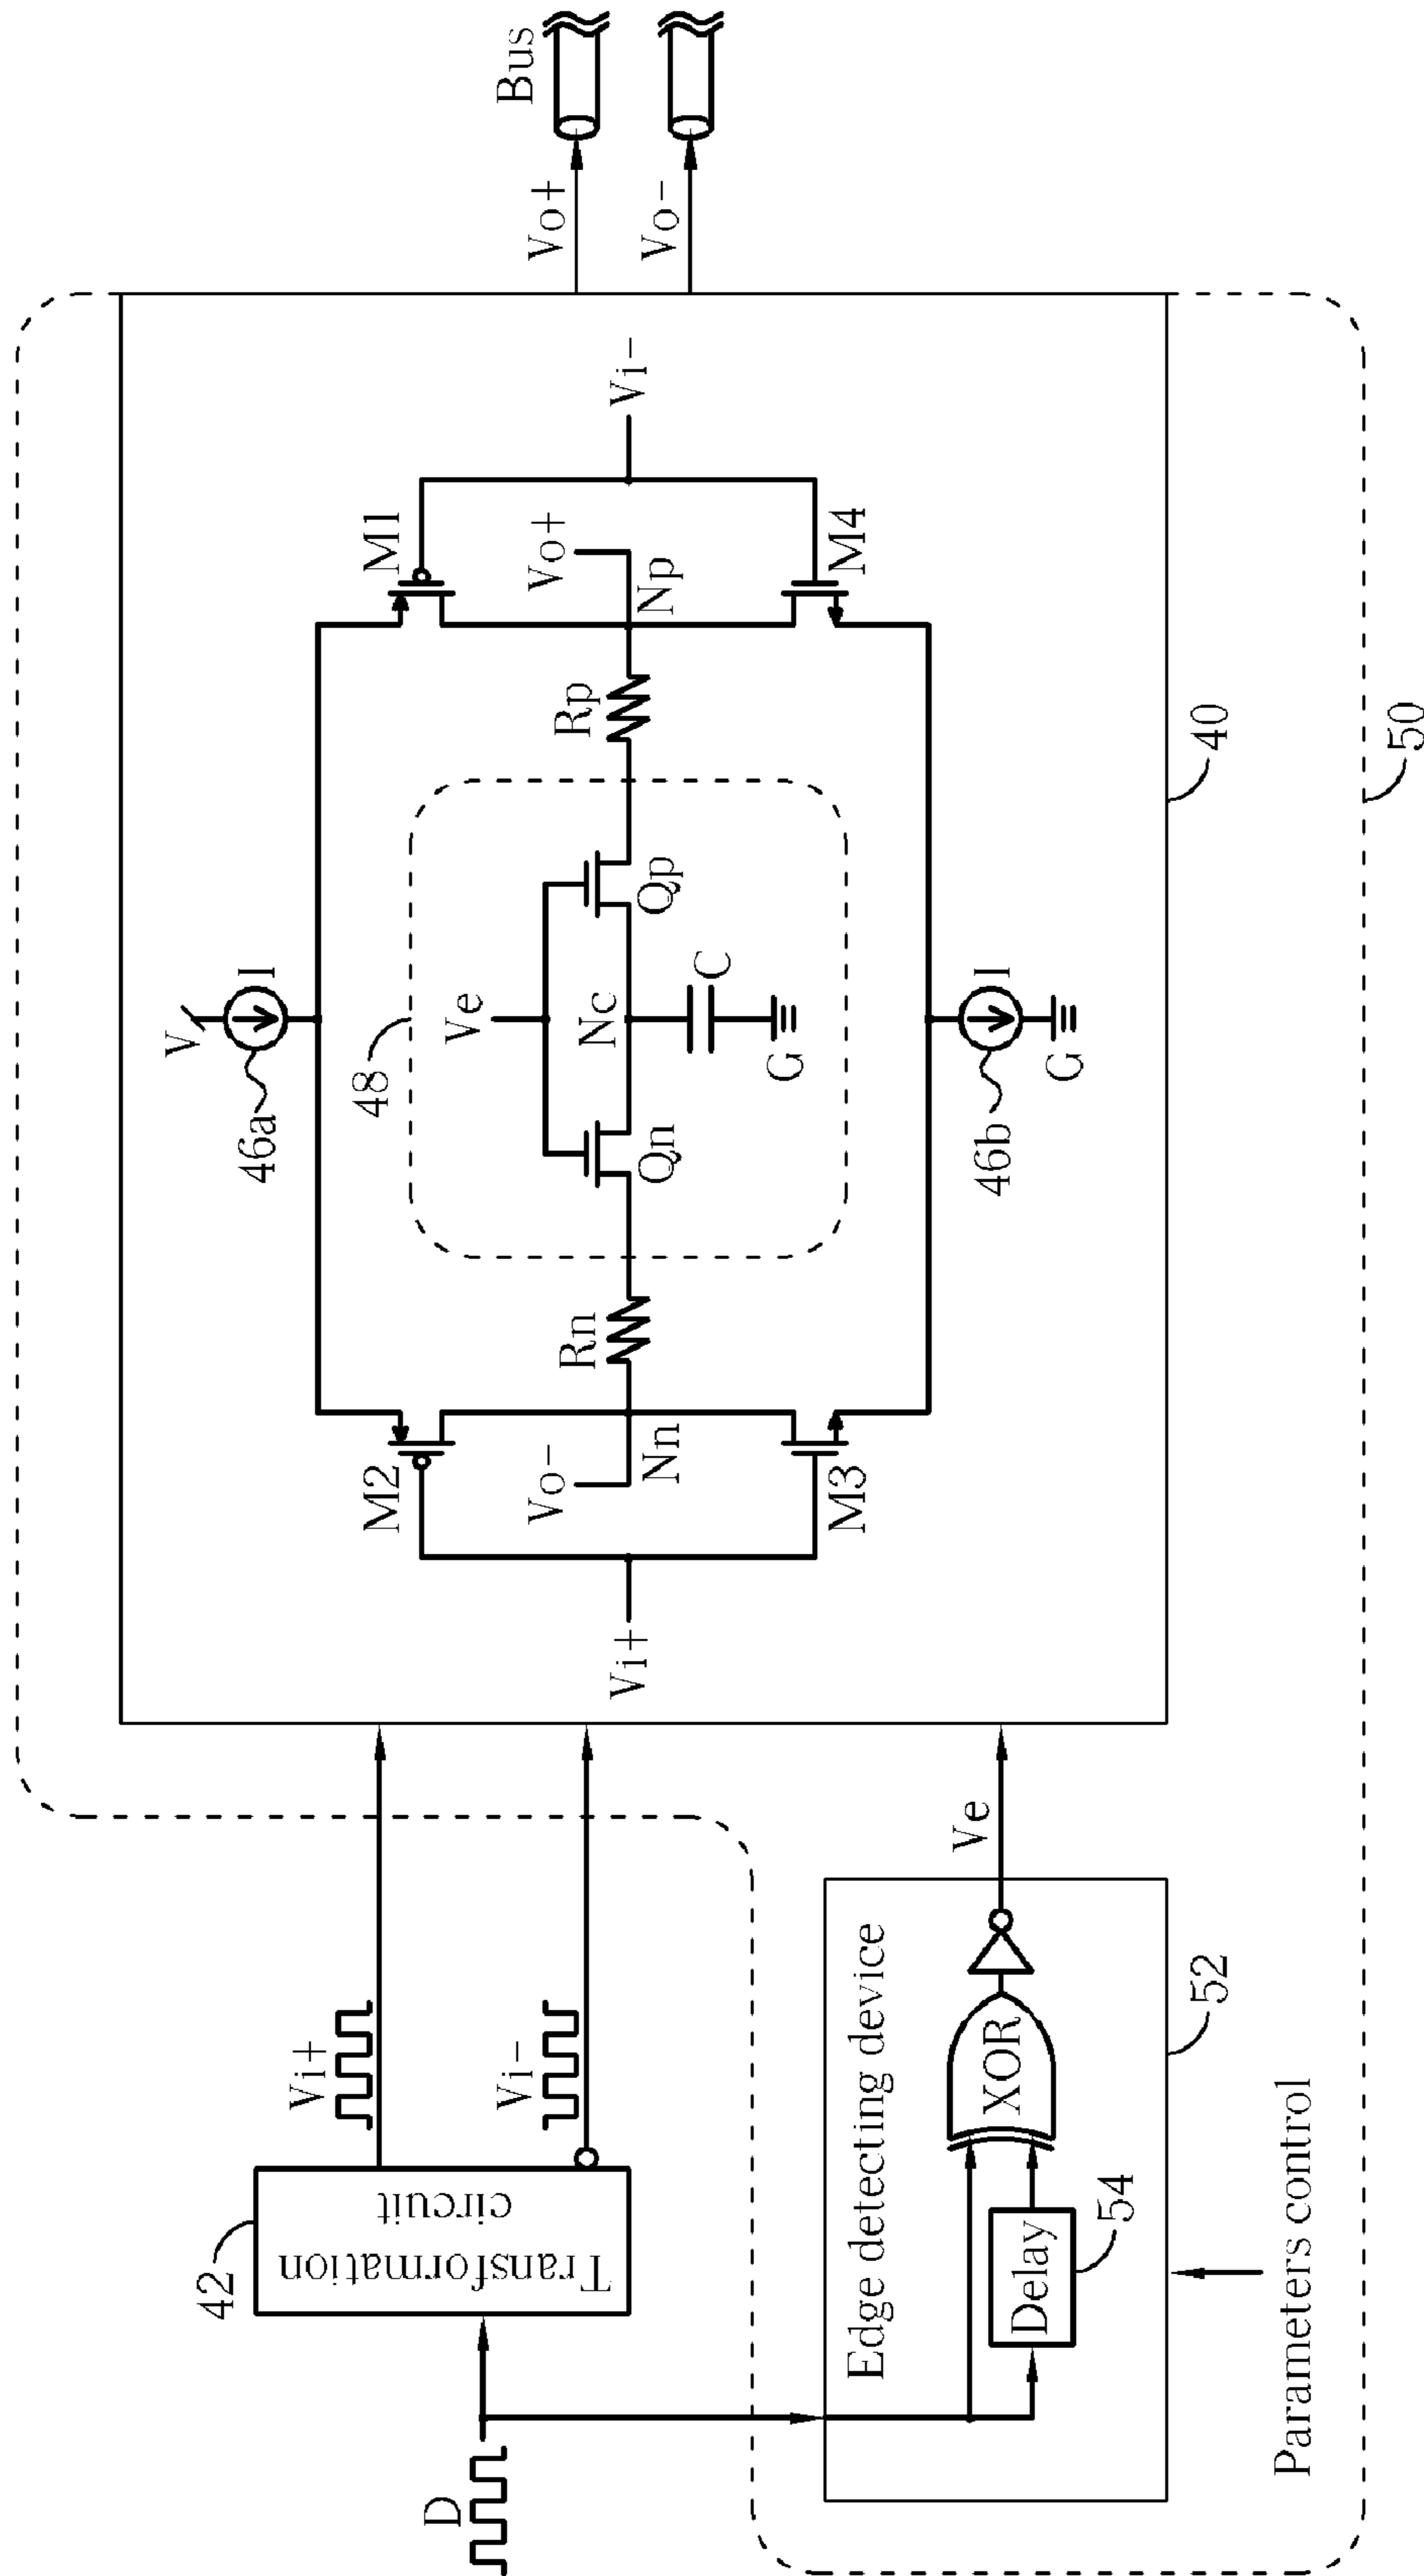 D
42
Transformation
circuit
Vi+
Vi-
Edge detecting device
Delay
54
XOR
52
Parameters control
Ve
V
I
46a
M2
M1
48
Ve
Vo-
Vo+
Vi+
Nn
Rn
Qn
Nc
Qp
Rp
Np
Vi-
C
G
M3
M4
46b
I
G
40
50
Vo+
Vo-
Bus